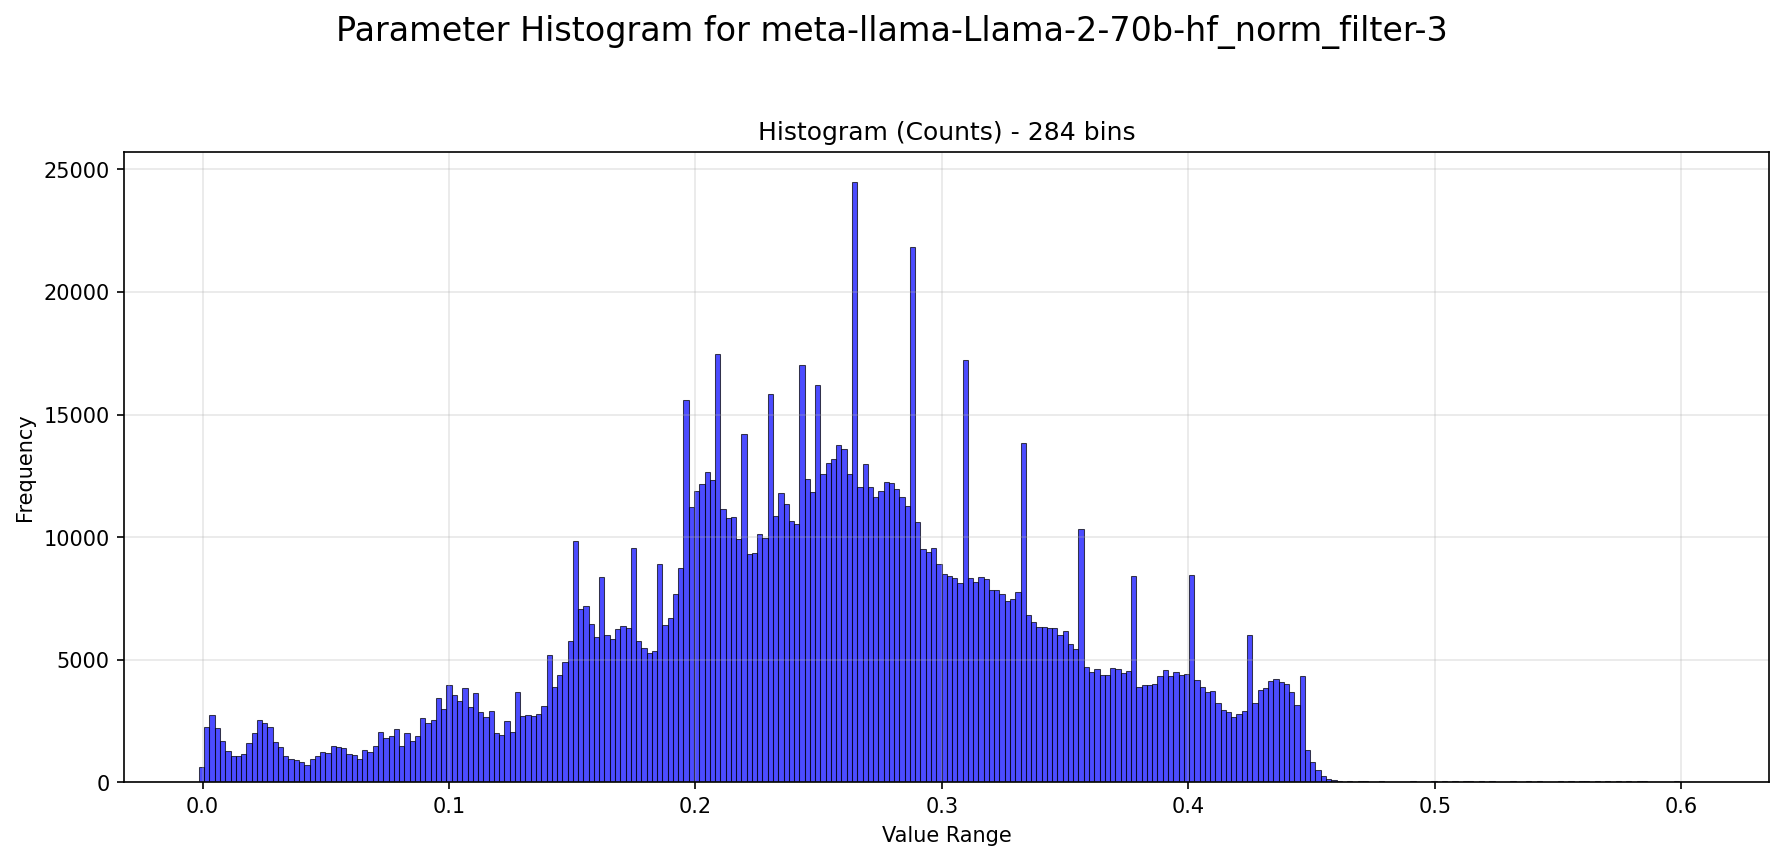 Parameter Histogram for meta-llama-Llama-2-70b-hf_norm_filter-3
Histogram (Counts) - 284 bins
25000
20000
15000
10000
5000
0
Frequency
0.0 0.1 0.2 0.3 0.4 0.5 0.6
Value Range